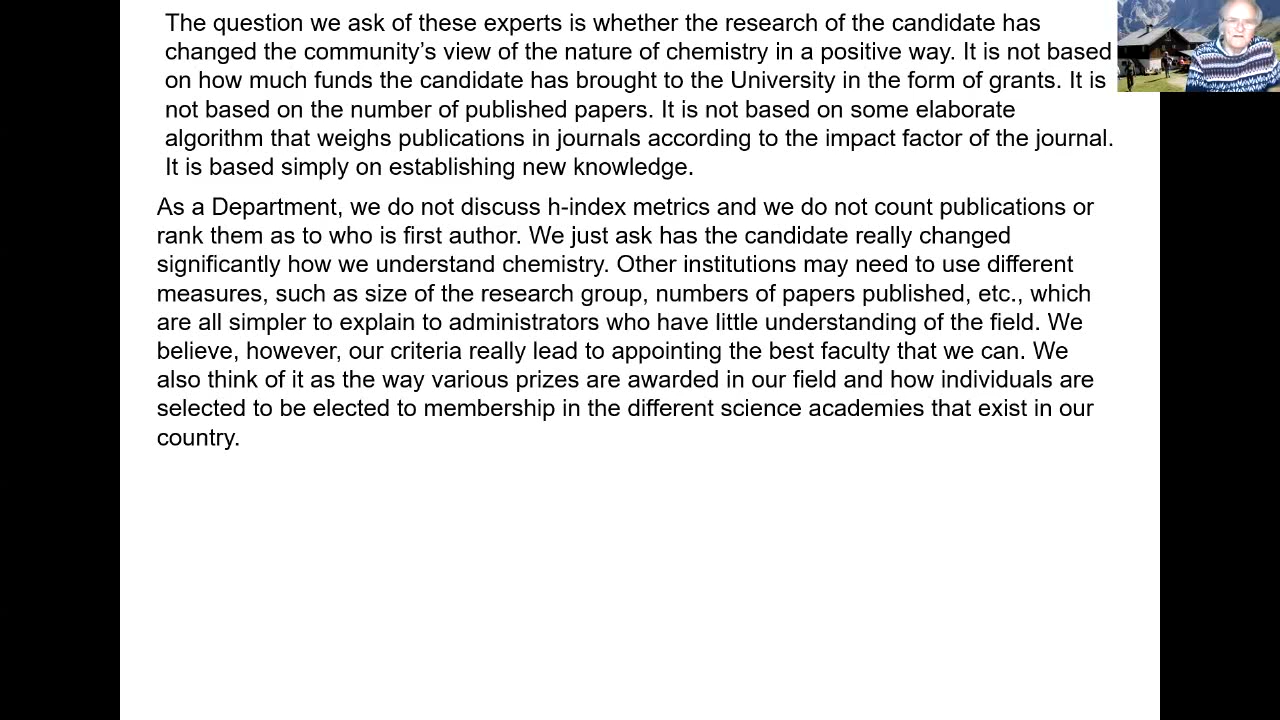 The question we ask of these experts is whether the research of the candidate has
changed the community’s view of the nature of chemistry in a positive way. It is not based
on how much funds the candidate has brought to the University in the form of grants. It is
not based on the number of published papers. It is not based on some elaborate
algorithm that weighs publications in journals according to the impact factor of the journal.
It is based simply on establishing new knowledge.
As a Department, we do not discuss h-index metrics and we do not count publications or
rank them as to who is first author. We just ask has the candidate really changed
significantly how we understand chemistry. Other institutions may need to use different
measures, such as size of the research group, numbers of papers published, etc., which
are all simpler to explain to administrators who have little understanding of the field. We
believe, however, our criteria really lead to appointing the best faculty that we can. We
also think of it as the way various prizes are awarded in our field and how individuals are
selected to be elected to membership in the different science academies that exist in our
country.